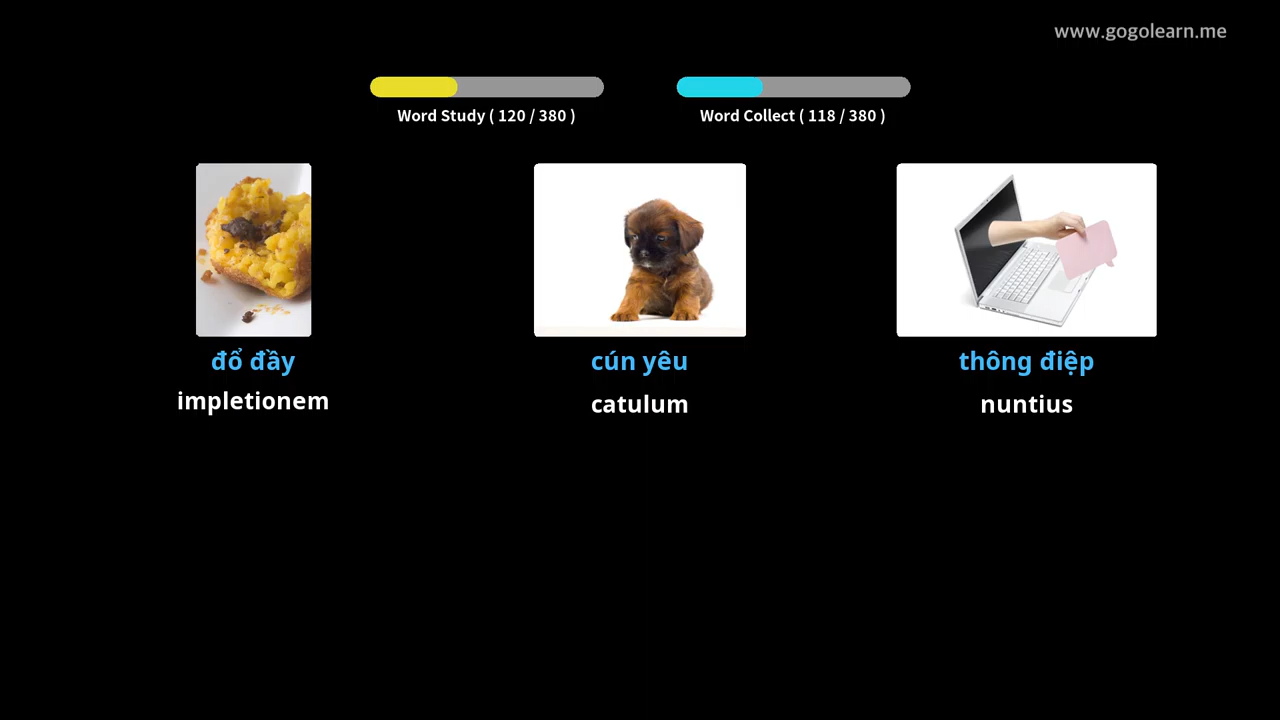 www.gogolearn.me
Word Study ( 120 / 380 )
Word Collect ( 118 / 380 )
đổ đầy
cún yêu
thông điệp
impletionem
catulum
nuntius